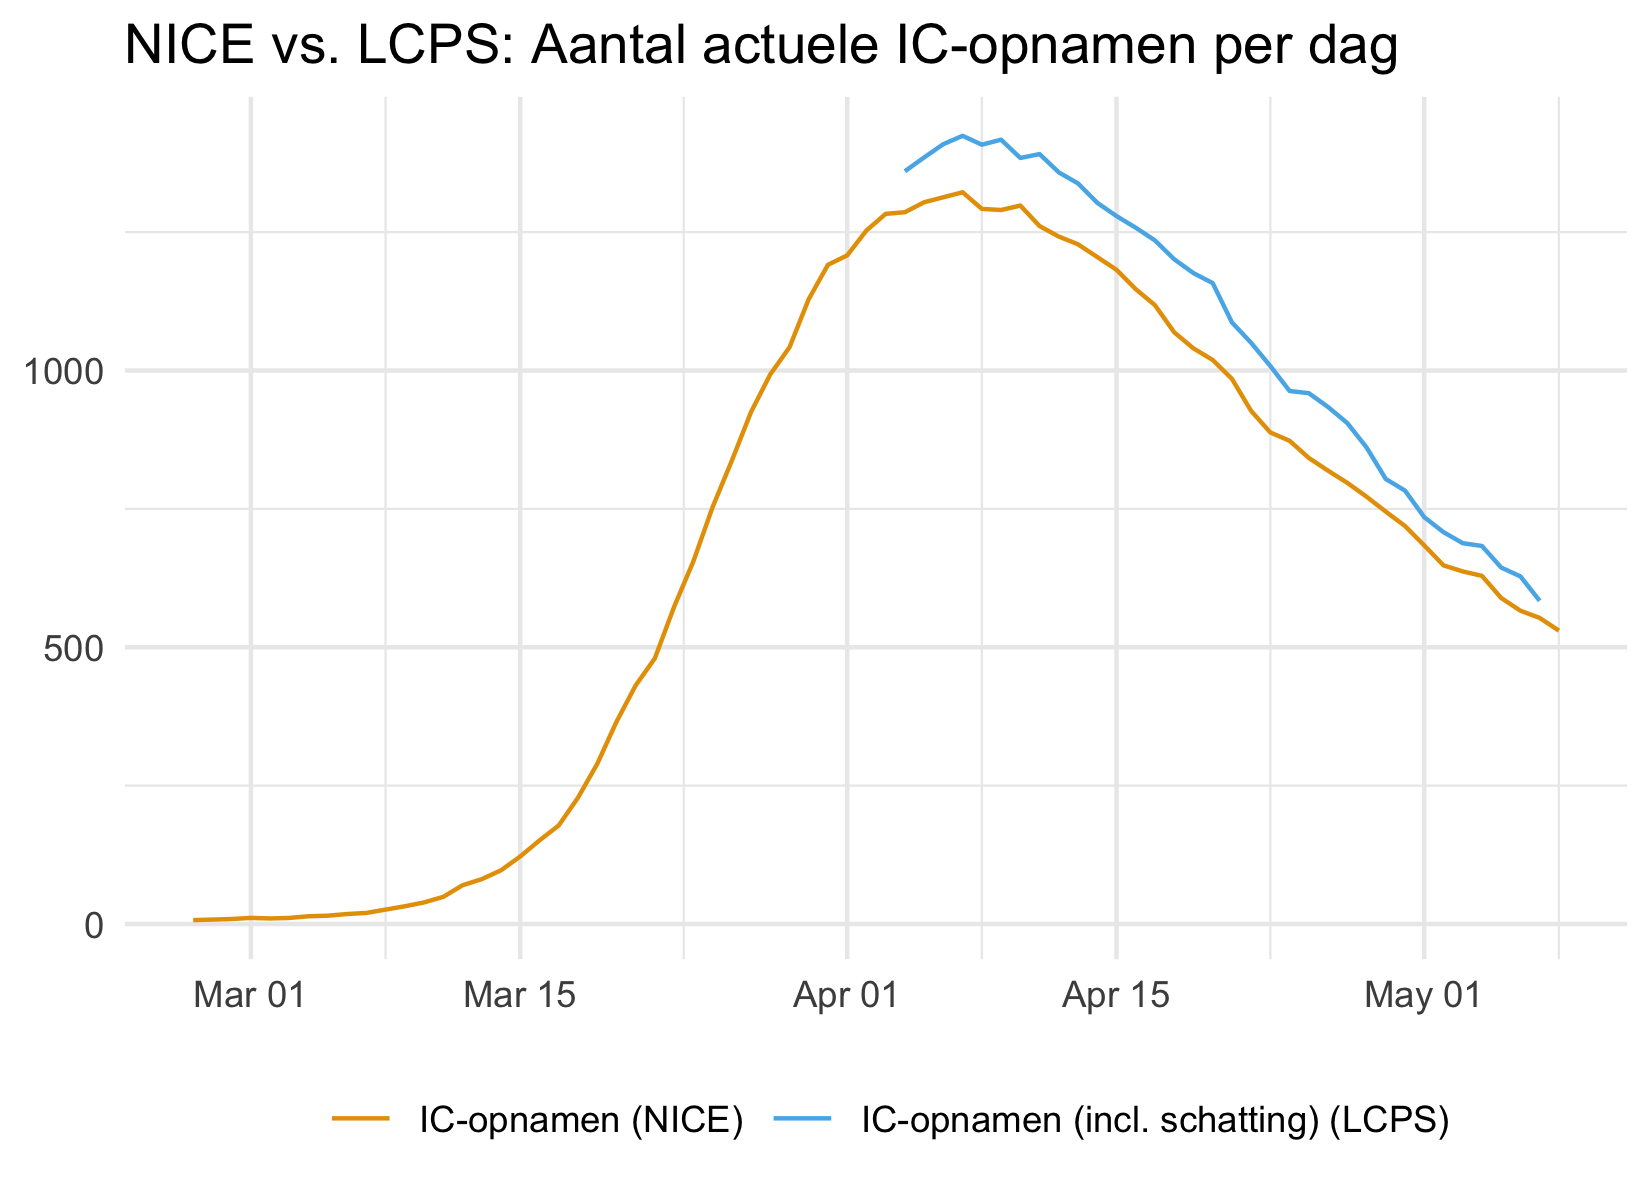 NICE vs. LCPS: Aantal actuele IC-opnamen per dag
1000
500
0
Mar 01 Mar 15 Apr 01 Apr 15 May 01
IC-opnamen (NICE) IC-opnamen (incl. schatting) (LCPS)